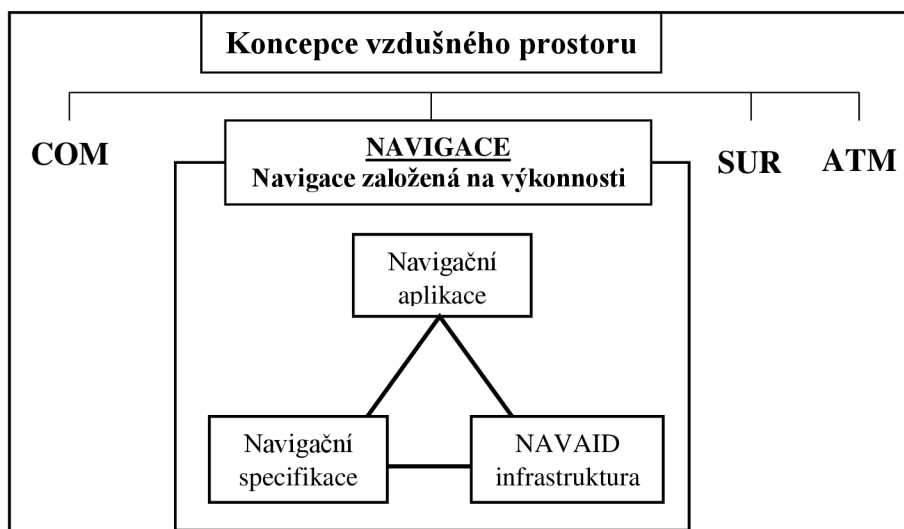 Koncepce vzdušného prostoru
COM
NAVIGACE
Navigace založená na výkonnosti
SUR
ATM
Navigační
aplikace
Navigační
specifikace
NAVAID
infrastruktura